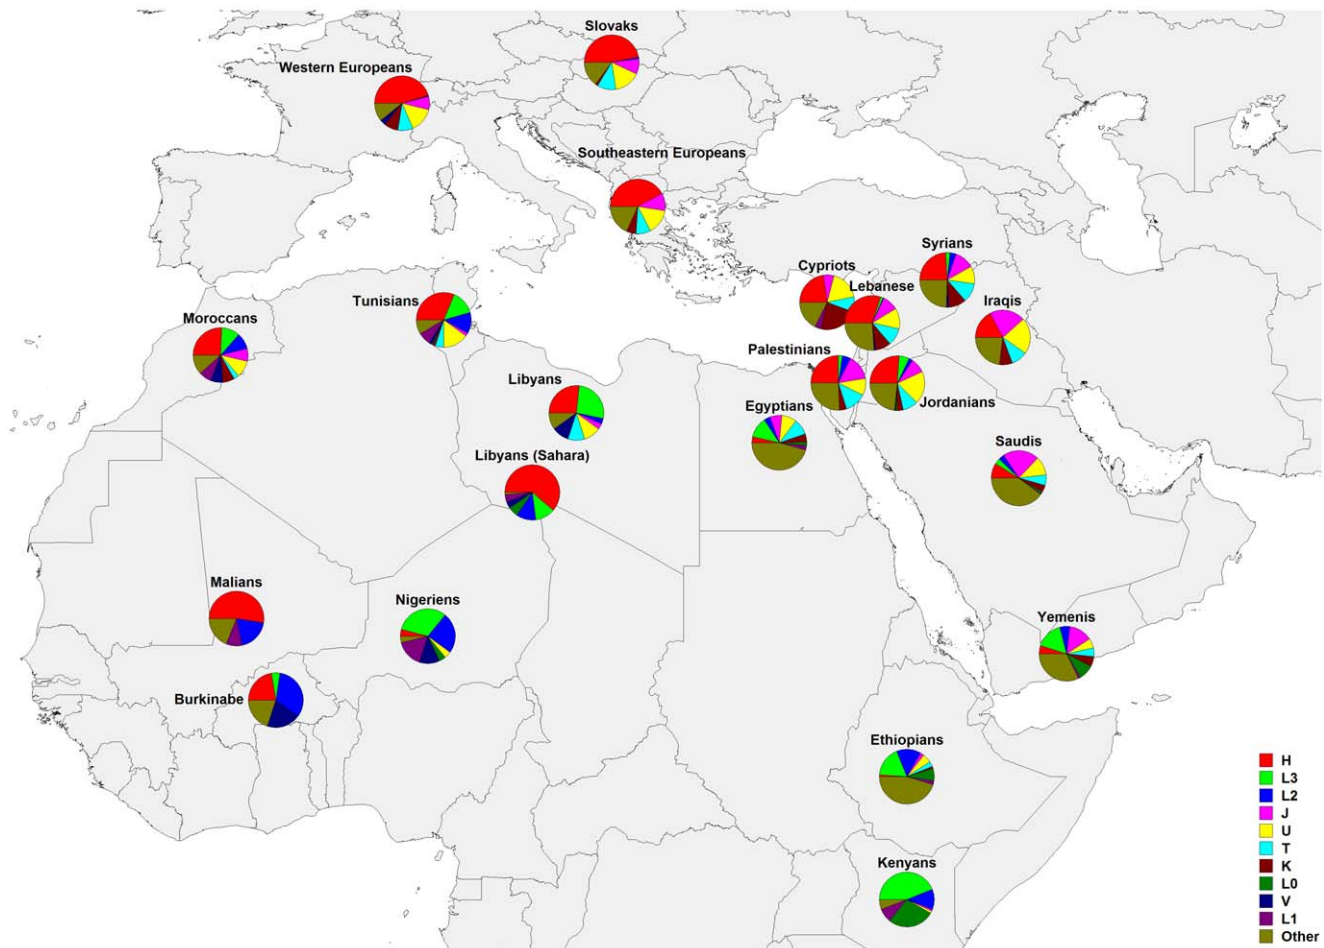 Slovaks
Western Europeans
Southeastern Europeans
Syrians
Cypriots
Lebanese
Iraqis
Tunisians
Moroccans
Palestinians
Libyans
Jordanians
Egyptians
Libyans (Sahara)
Saudis
Malians
Nigeriens
Yemenis
Burkinabe
Ethiopians
Kenyans
H
L3
L2
J
U
T
K
L0
V
L1
Other